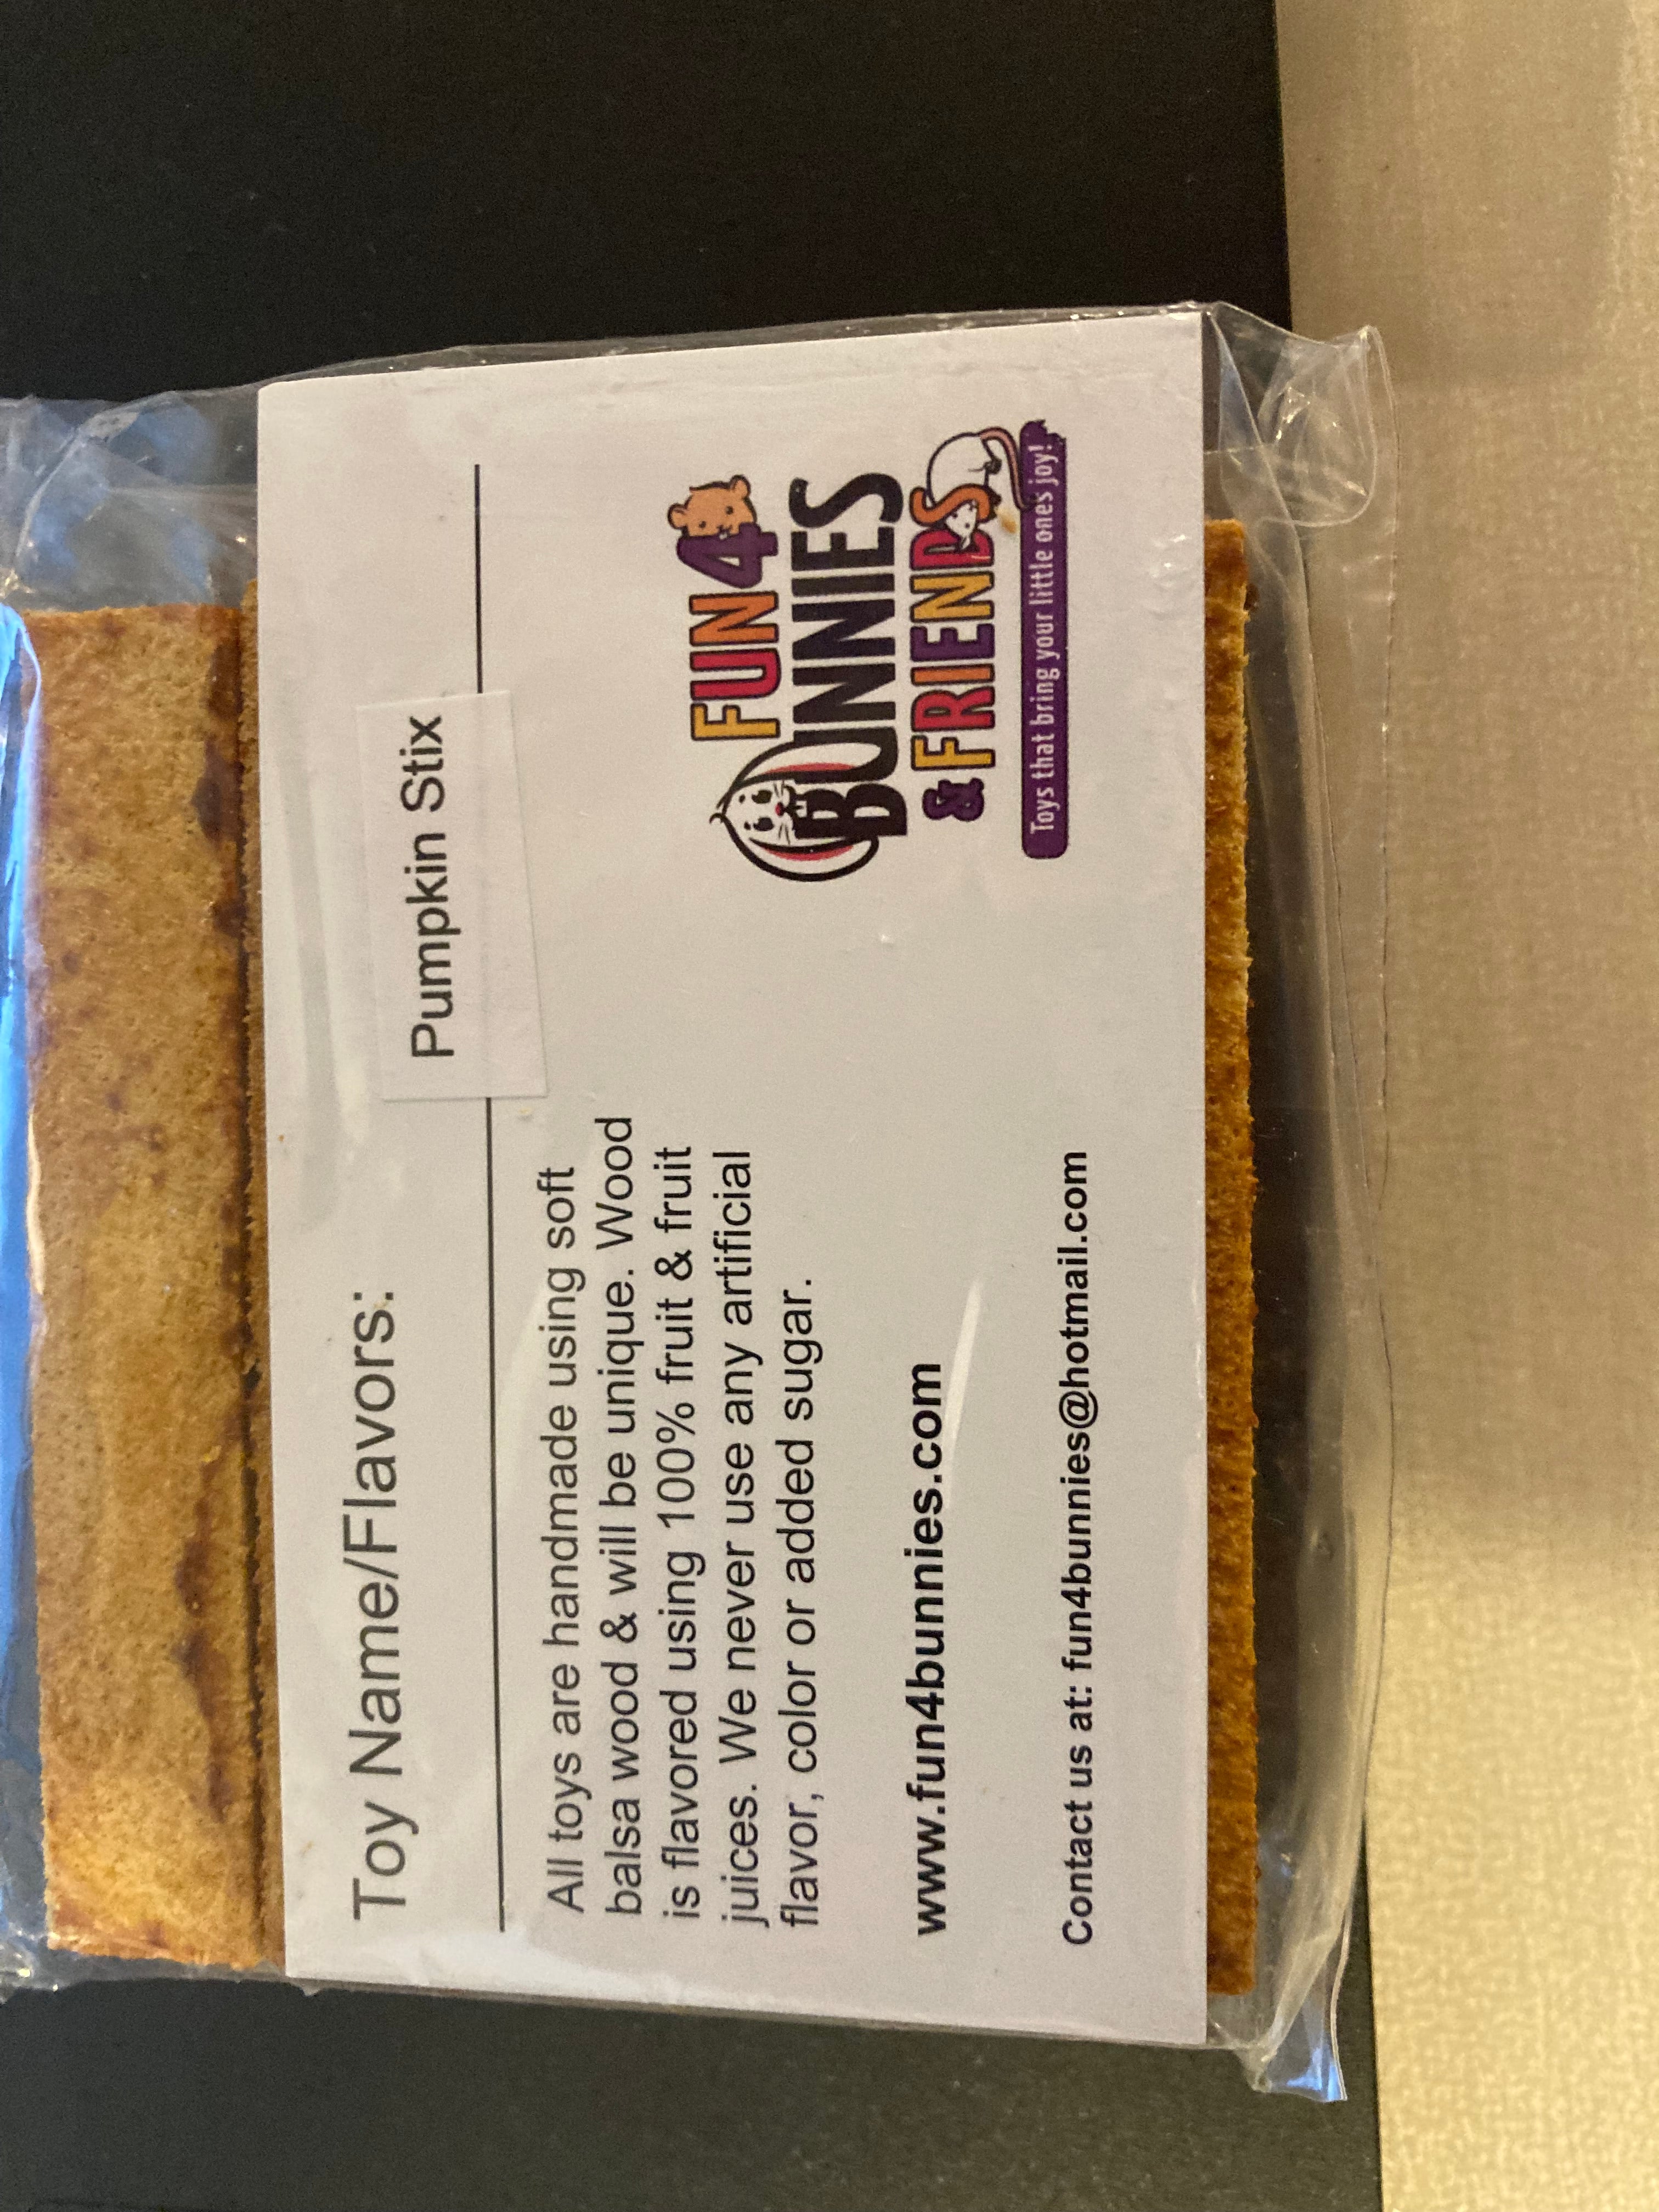 Toy Name/Flavors:
Pumpkin Stix
All toys are handmade using soft
balsa wood & will be unique. Wood
is flavored using 100% fruit & fruit
juices. We never use any artificial
flavor, color or added sugar.
www.fun4bunnies.com
Contact us at: fun4bunnies@hotmail.com
FUN4
BUNNIES
& FRIENDS
Toys that bring your little ones joy!